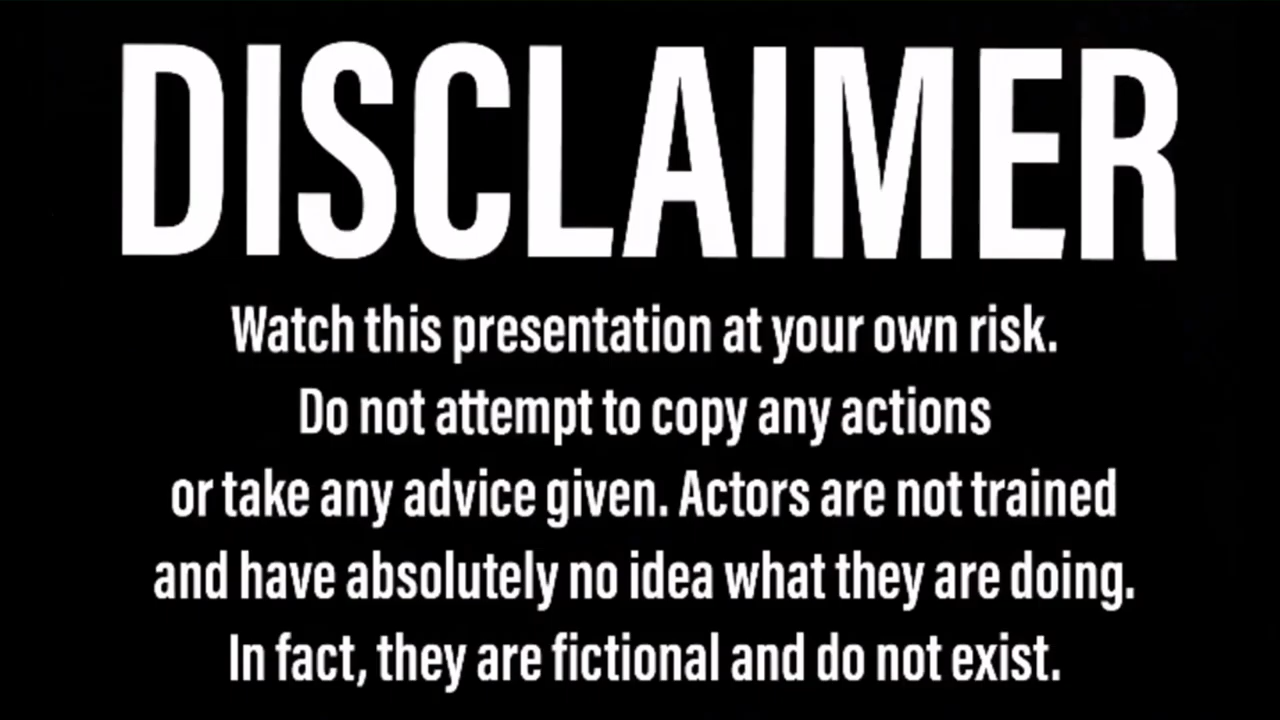 DISCLAIMER
Watch this presentation at your own risk.
Do not attempt to copy any actions
or take any advice given. Actors are not trained
and have absolutely no idea what they are doing.
In fact, they are fictional and do not exist.